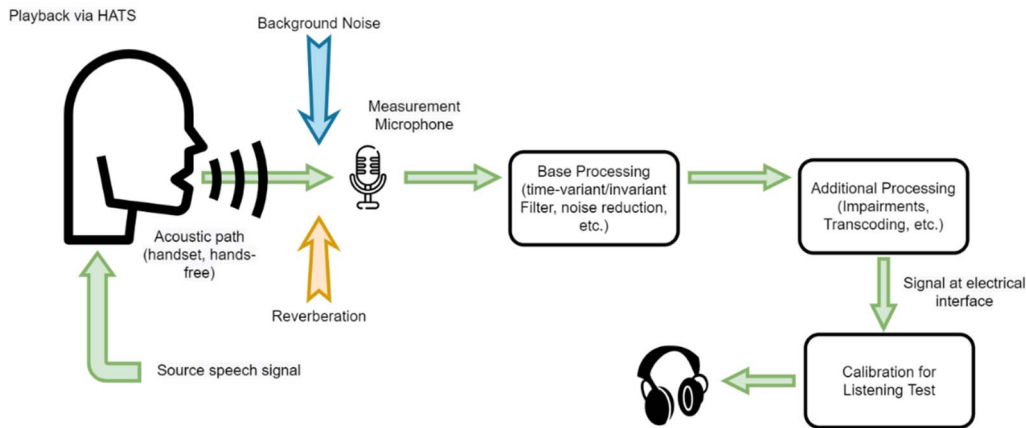 Playback via HATS
Background Noise
Measurement
Microphone
Base Processing
(time-variant/invariant
Filter, noise reduction,
etc.)
Additional Processing
(Impairments,
Transcoding, etc.)
Acoustic path
(handset, hands-
free)
Signal at electrical
interface
Reverberation
Source speech signal
Calibration for
Listening Test